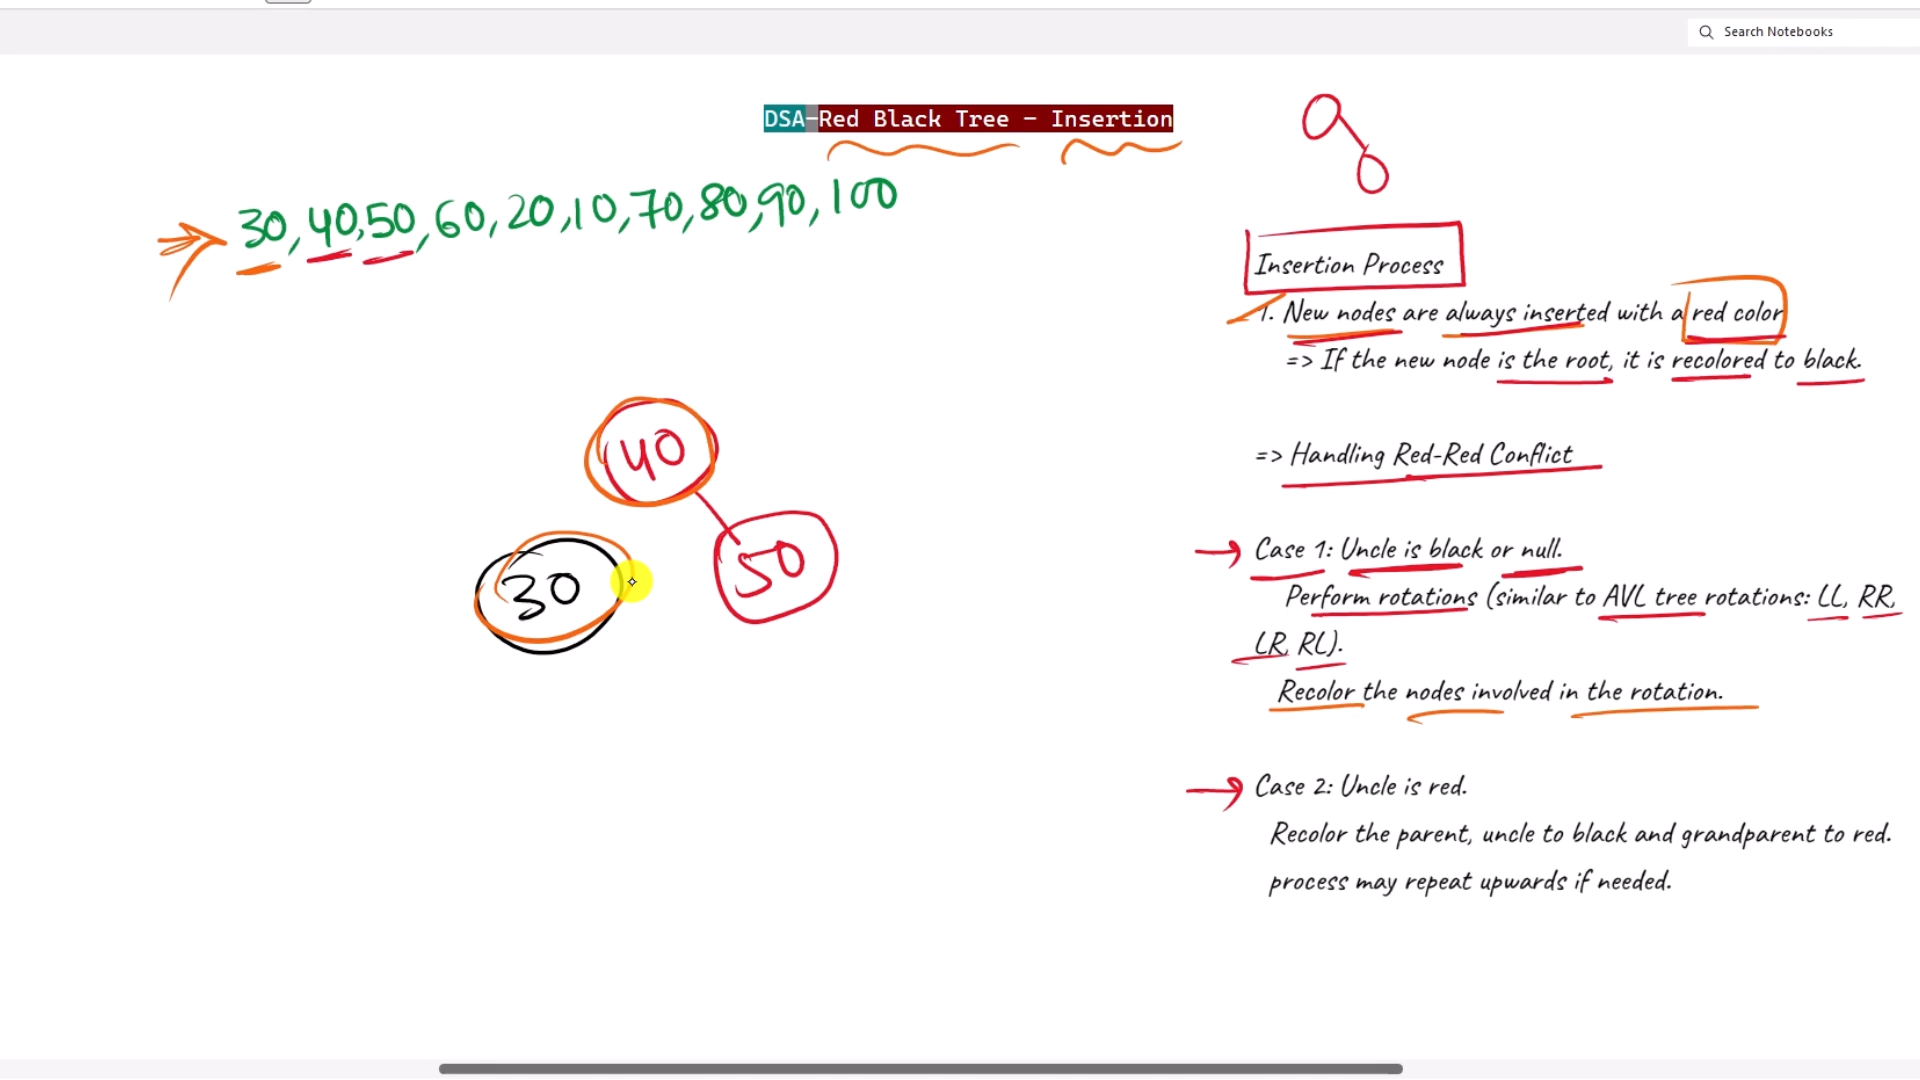 Search Notebooks
DSA-Red Black Tree - Insertion
30, 40, 50, 60, 20, 10, 70, 80, 90, 100
Insertion Process
1. New nodes are always inserted with a red color
=> If the new node is the root, it is recolored to black.
=> Handling Red-Red Conflict
40
50
30
Case 1: Uncle is black or null.
Perform rotations (similar to AVL tree rotations: LL, RR,
LR, RL).
Recolor the nodes involved in the rotation.
Case 2: Uncle is red.
Recolor the parent, uncle to black and grandparent to red.
process may repeat upwards if needed.